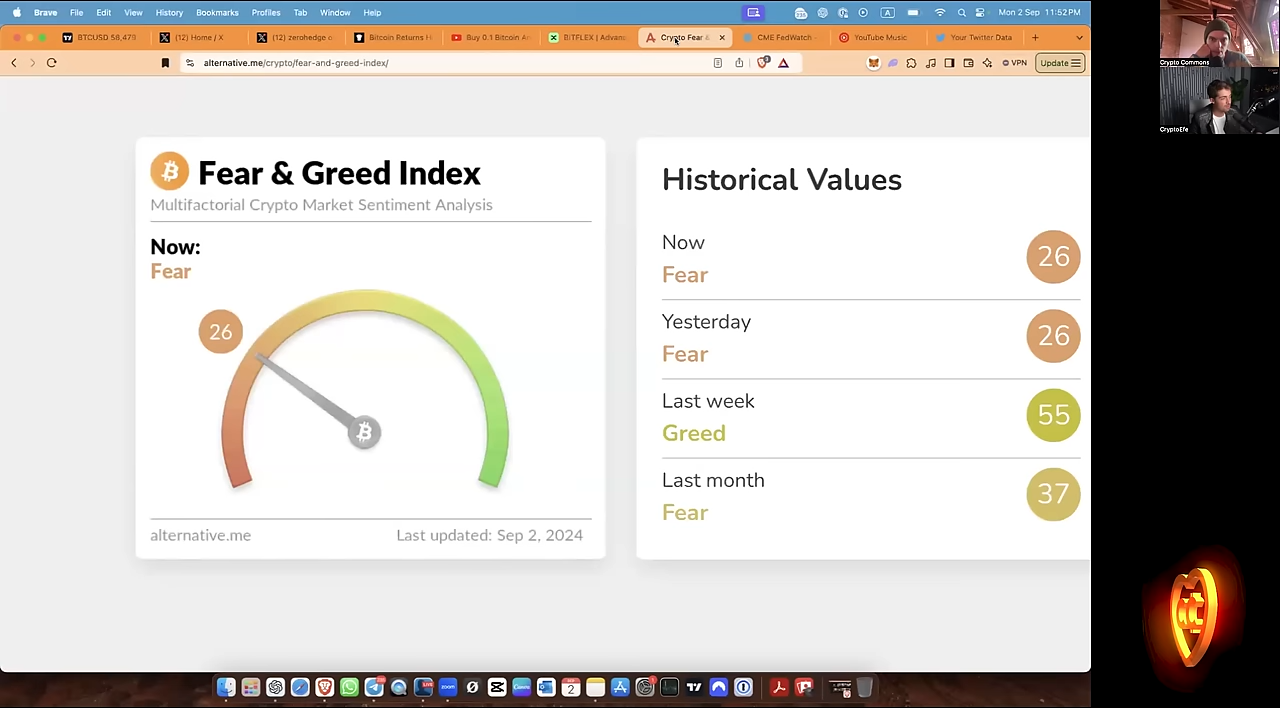 Brave File Edit View History Bookmarks Profiles Tab Window Help
A Mon 2 Sep 11:52PM
BTCUSD 58,479
(12) Home / X
(12) zerohedge o
Bitcoin Returns H
Buy 0.1 Bitcoin An
BITFLEX | Advanc
Crypto Fear &
CME FedWatch
YouTube Music
Your Twitter Data
alternative.me/crypto/fear-and-greed-index/
VPN
Update
Fear & Greed Index
Multifactorial Crypto Market Sentiment Analysis
Now:
Fear
26
alternative.me Last updated: Sep 2, 2024
Historical Values
Now
Fear
26
Yesterday
Fear
26
Last week
Greed
55
Last month
Fear
37
Crypto Commons
CryptoEfe
zoom